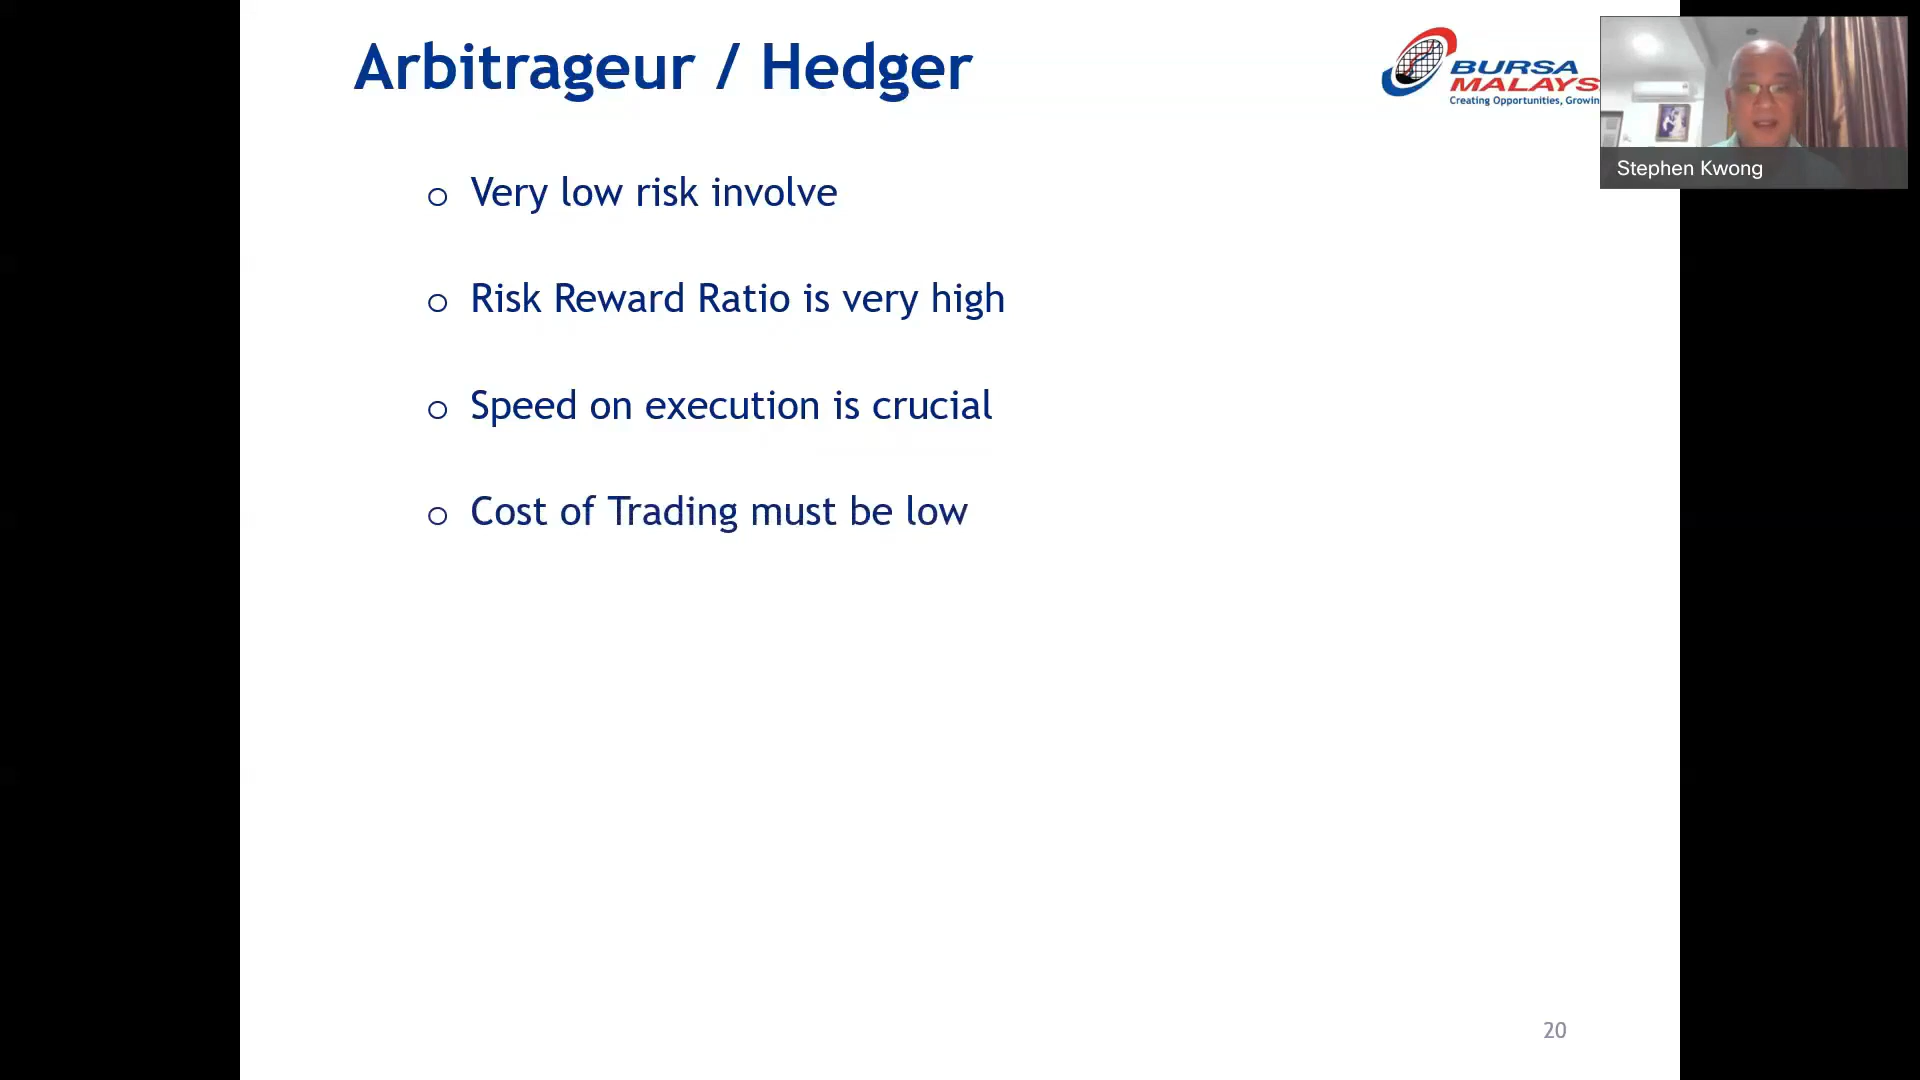 Arbitrageur / Hedger
BURSA
MALAYS
Creating Opportunities, Growin
Stephen Kwong
o Very low risk involve
o Risk Reward Ratio is very high
o Speed on execution is crucial
o Cost of Trading must be low
20